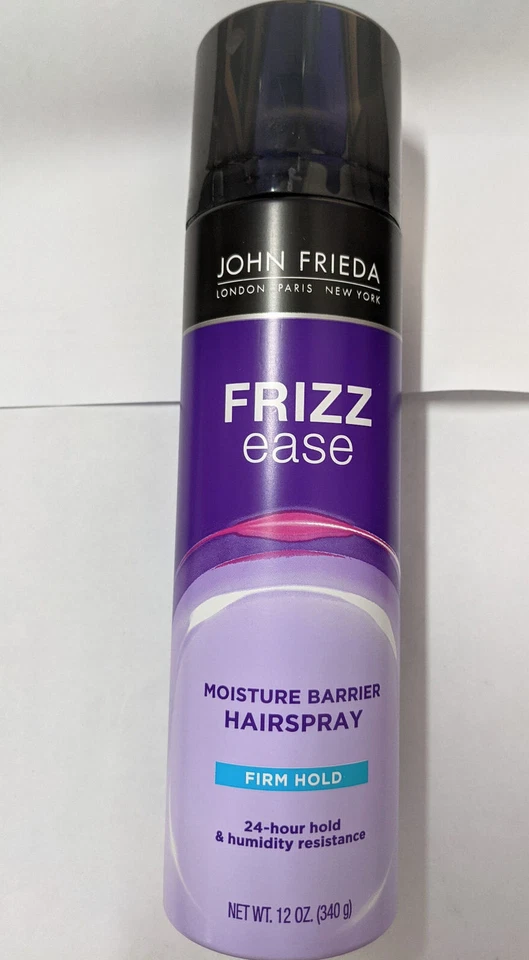 JOHN FRIEDA
LONDON PARIS NEW YORK
FRIZZ
ease
MOISTURE BARRIER
HAIRSPRAY
FIRM HOLD
24-hour hold
& humidity resistance
NET WT. 12 OZ. (340 g)